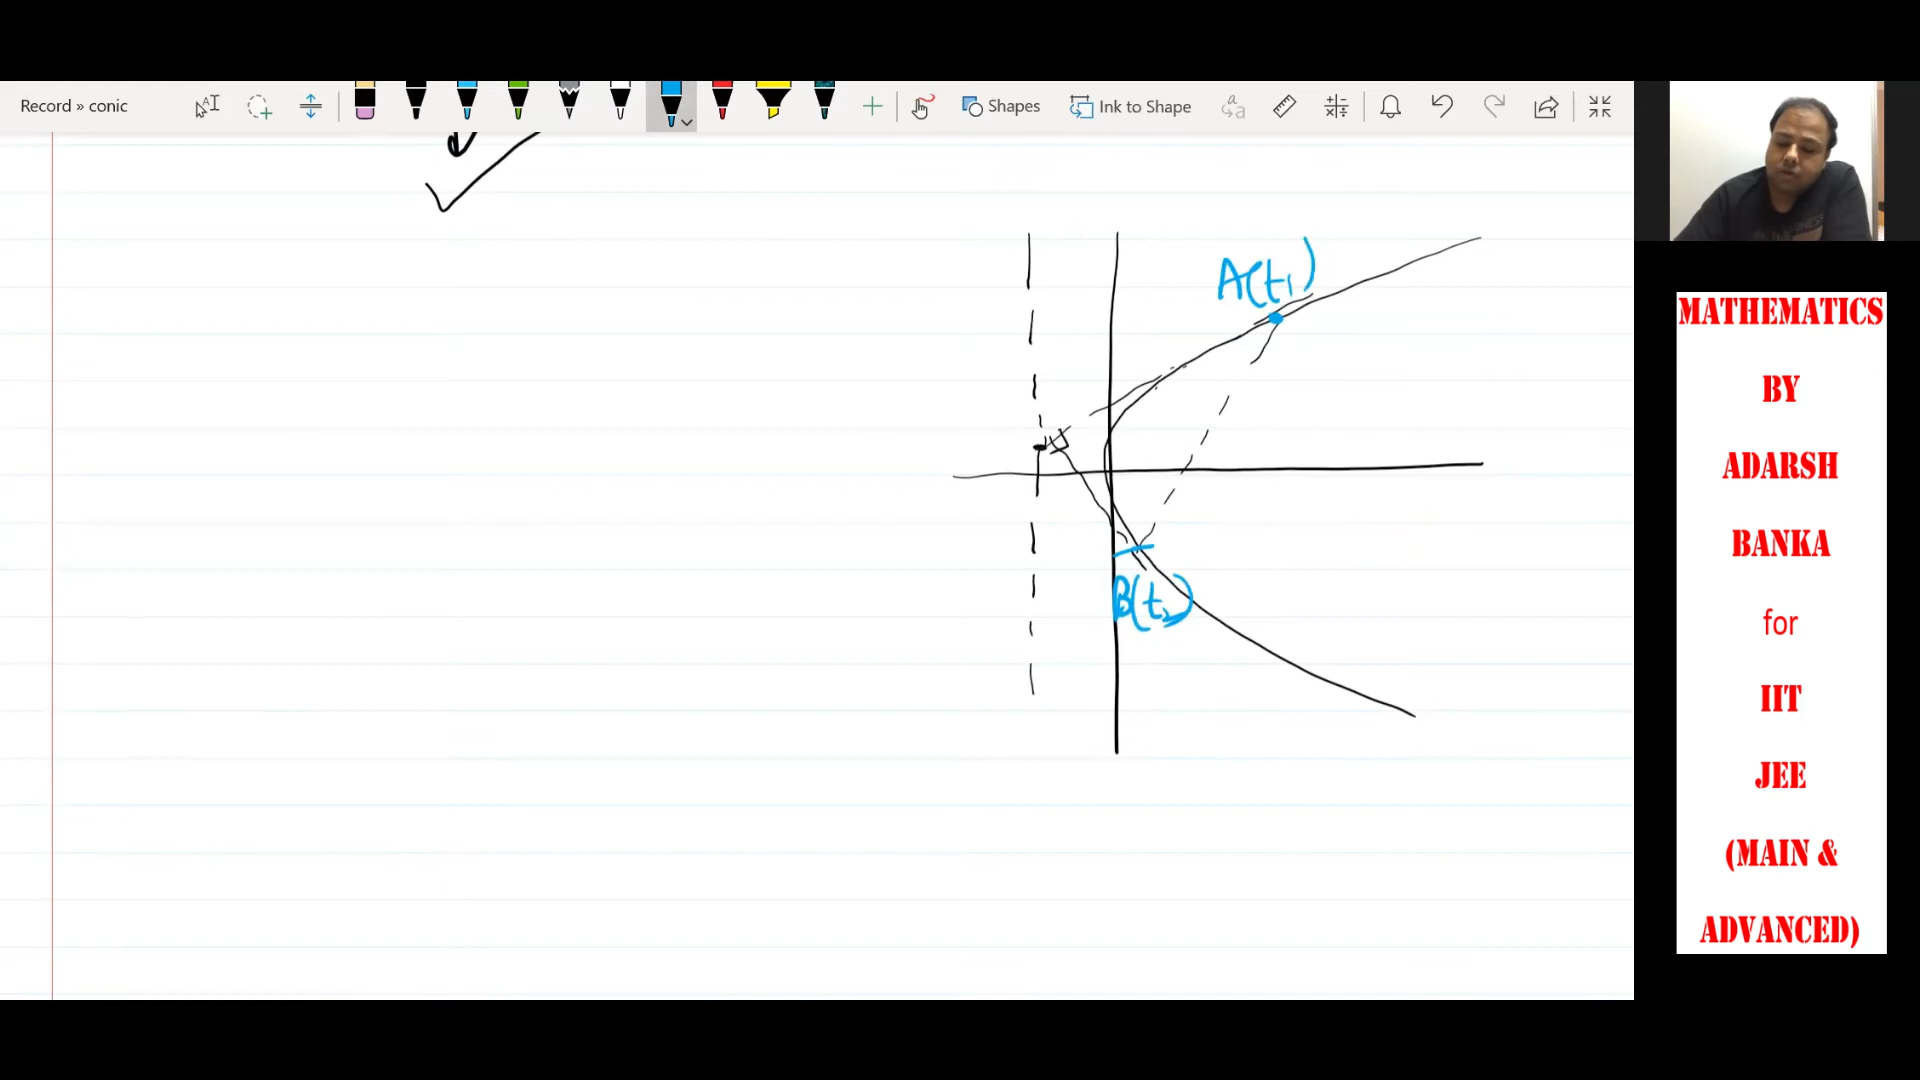 Record » conic
Shapes
Ink to Shape
A(t₁)
B(t₂)
MATHEMATICS
BY
ADARSH
BANKA
for
IIT
JEE
(MAIN &
ADVANCED)